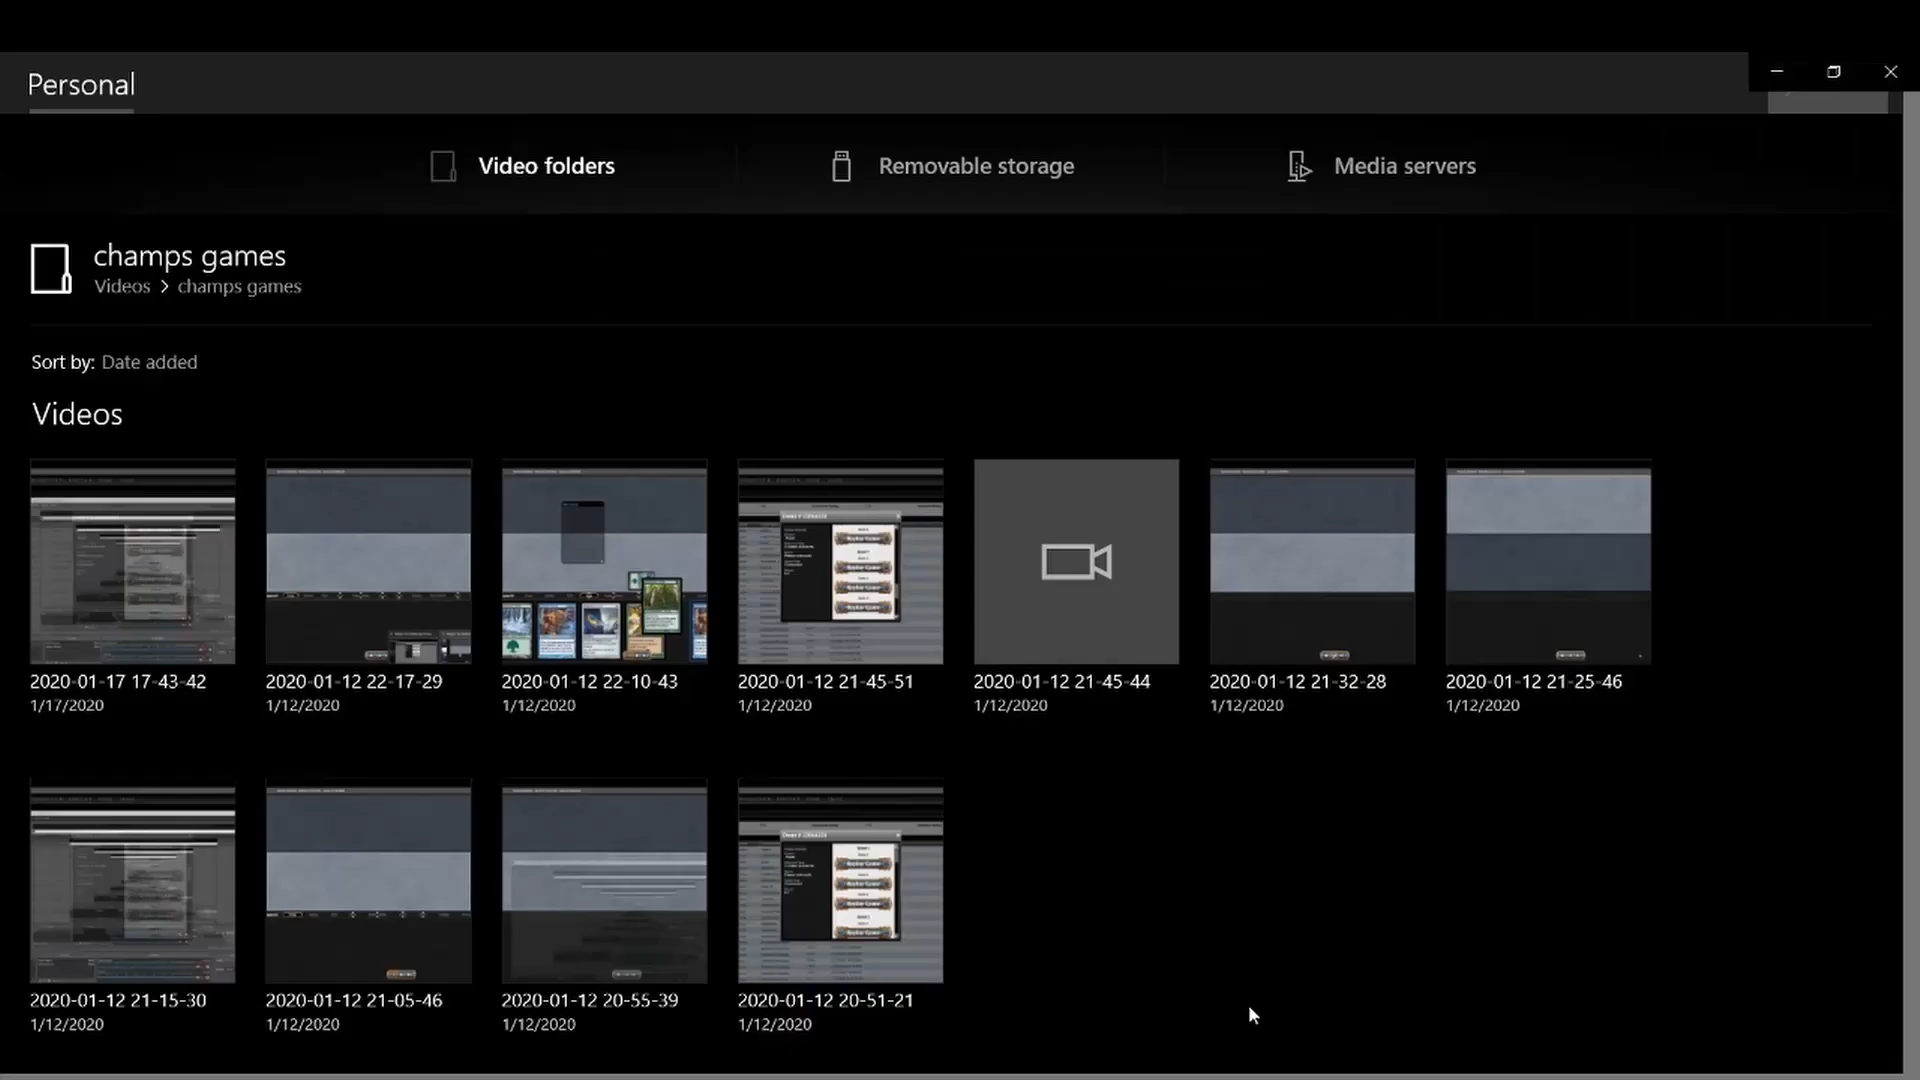 Personal
Video folders
Removable storage
Media servers
champs games
Videos > champs games
Sort by: Date added
Videos
2020-01-17 17-43-42
1/17/2020
2020-01-12 22-17-29
1/12/2020
2020-01-12 22-10-43
1/12/2020
2020-01-12 21-45-51
1/12/2020
2020-01-12 21-45-44
1/12/2020
2020-01-12 21-32-28
1/12/2020
2020-01-12 21-25-46
1/12/2020
2020-01-12 21-15-30
1/12/2020
2020-01-12 21-05-46
1/12/2020
2020-01-12 20-55-39
1/12/2020
2020-01-12 20-51-21
1/12/2020